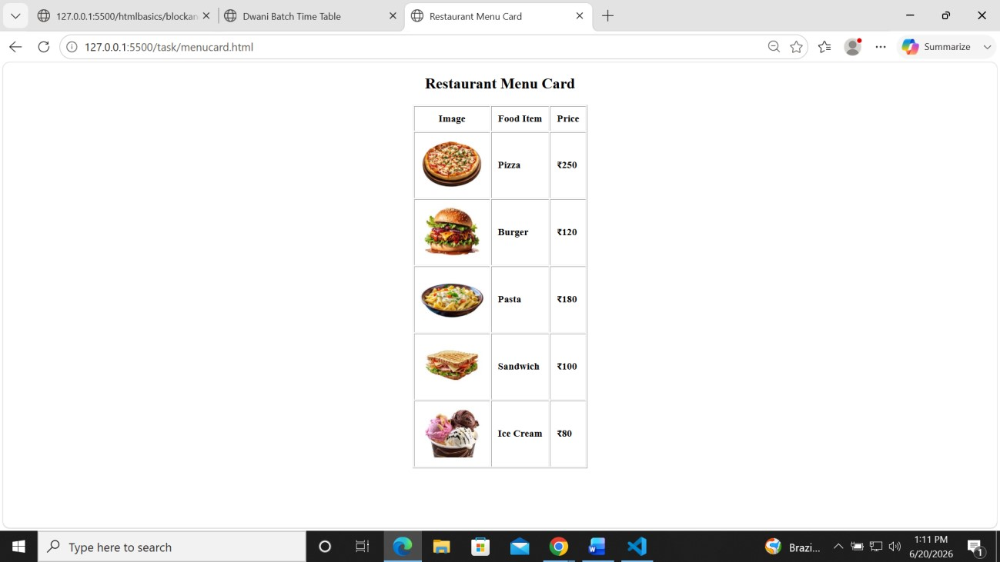 127.0.0.1:5500/htmlbasics/blockan
Dwani Batch Time Table
Restaurant Menu Card
127.0.0.1:5500/task/menucard.html
Summarize
Restaurant Menu Card
Image Food Item Price
Pizza ₹250
Burger ₹120
Pasta ₹180
Sandwich ₹100
Ice Cream ₹80
Type here to search
Brazi...
1:11 PM
6/20/2026
1